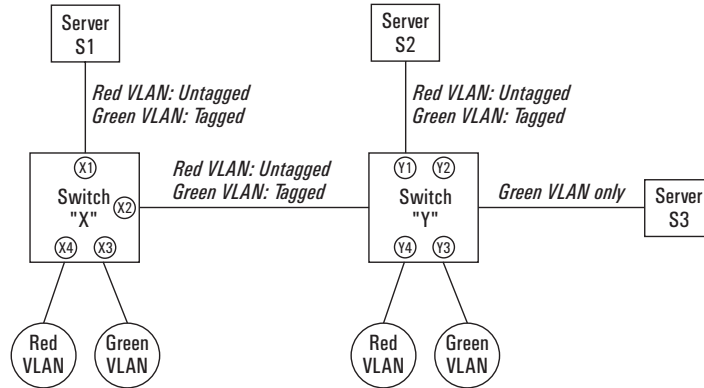 Server
S1
Server
S2
Red VLAN: Untagged
Green VLAN: Tagged
Red VLAN: Untagged
Green VLAN: Tagged
X1
Switch
"X"
X2
X4
X3
Red VLAN: Untagged
Green VLAN: Tagged
Y1
Y2
Switch
"Y"
Y4
Y3
Green VLAN only
Server
S3
Red
VLAN
Green
VLAN
Red
VLAN
Green
VLAN